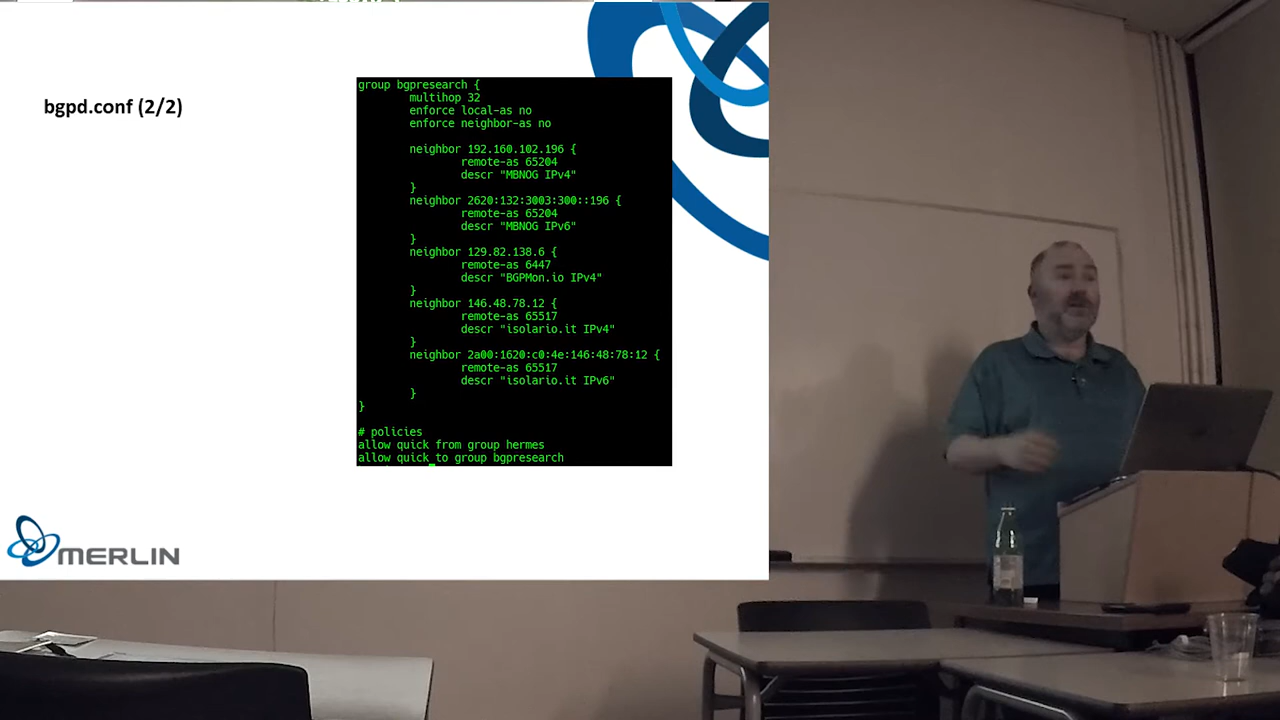 bgpd.conf (2/2)
group bgpresearch {
multihop 32
enforce local-as no
enforce neighbor-as no
neighbor 192.160.102.196 {
remote-as 65204
descr "MBNOG IPv4"
}
neighbor 2620:132:3003:300::196 {
remote-as 65204
descr "MBNOG IPv6"
}
neighbor 129.82.138.6 {
remote-as 6447
descr "BGPMon.io IPv4"
}
neighbor 146.48.78.12 {
remote-as 65517
descr "isolario.it IPv4"
}
neighbor 2a00:1620:c0:4e:146:48:78:12 {
remote-as 65517
descr "isolario.it IPv6"
}
}
# policies
allow quick from group hermes
allow quick to group bgpresearch
MERLIN